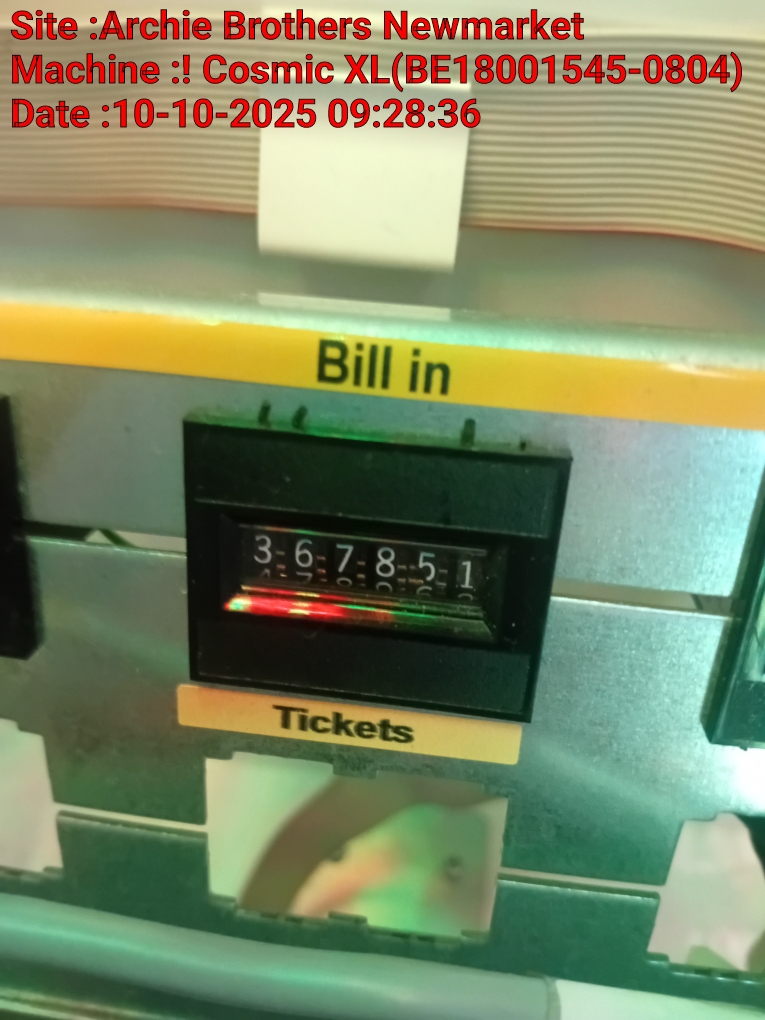 Site :Archie Brothers Newmarket
Machine :! Cosmic XL(BE18001545-0804)
Date :10-10-2025 09:28:36
Bill in
367851
Tickets